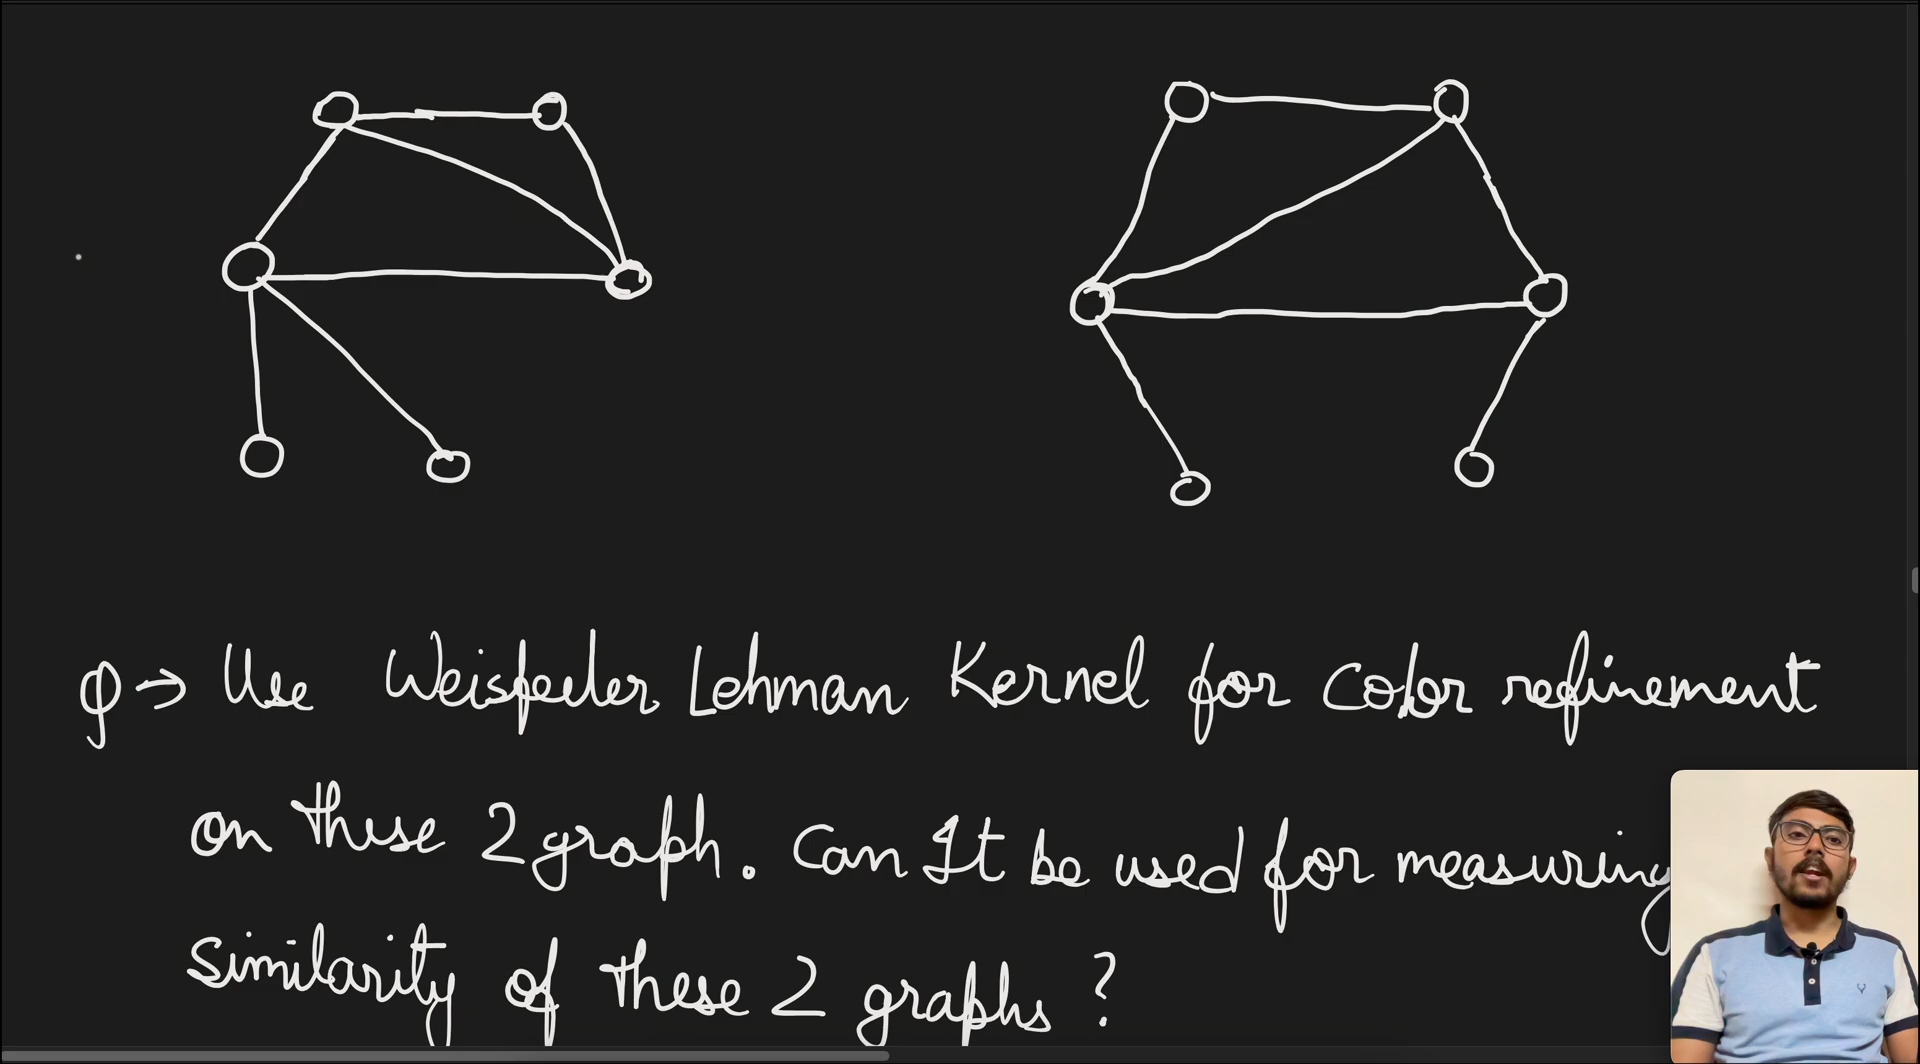 Q → Use Weisfeiler Lehman Kernel for Color refinement
on these 2 graph. Can It be used for measuring
similarity of these 2 graphs ?